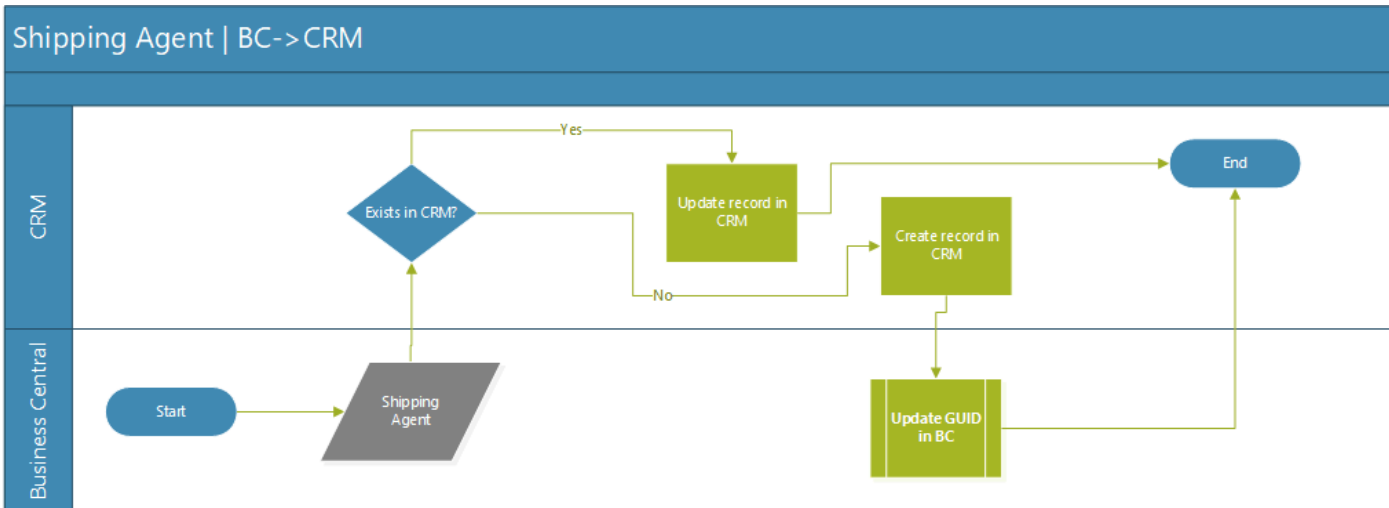 Shipping Agent | BC->CRM
CRM
Yes
Exists in CRM?
Update record in
CRM
No
Create record in
CRM
End
Business Central
Start
Shipping
Agent
Update GUID
in BC